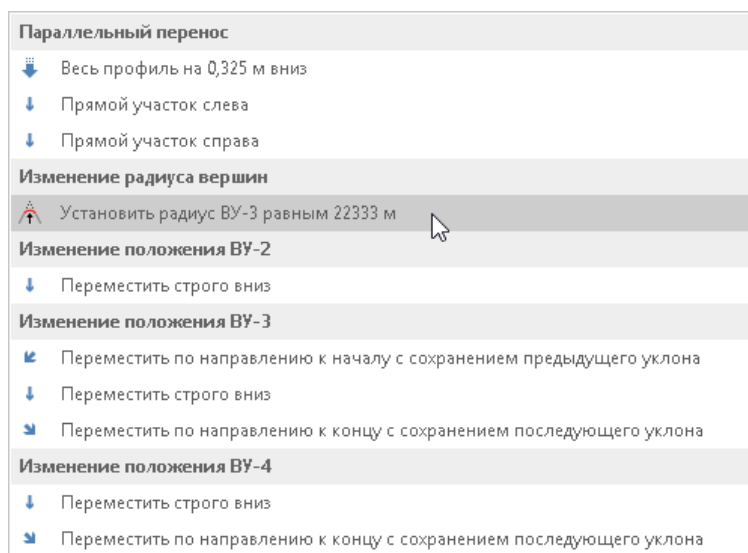 Параллельный перенос
Весь профиль на 0,325 м вниз
Прямой участок слева
Прямой участок справа
Изменение радиуса вершин
Установить радиус ВУ-3 равным 22333 м
Изменение положения ВУ-2
Переместить строго вниз
Изменение положения ВУ-3
Переместить по направлению к началу с сохранением предыдущего уклона
Переместить строго вниз
Переместить по направлению к концу с сохранением последующего уклона
Изменение положения ВУ-4
Переместить строго вниз
Переместить по направлению к концу с сохранением последующего уклона